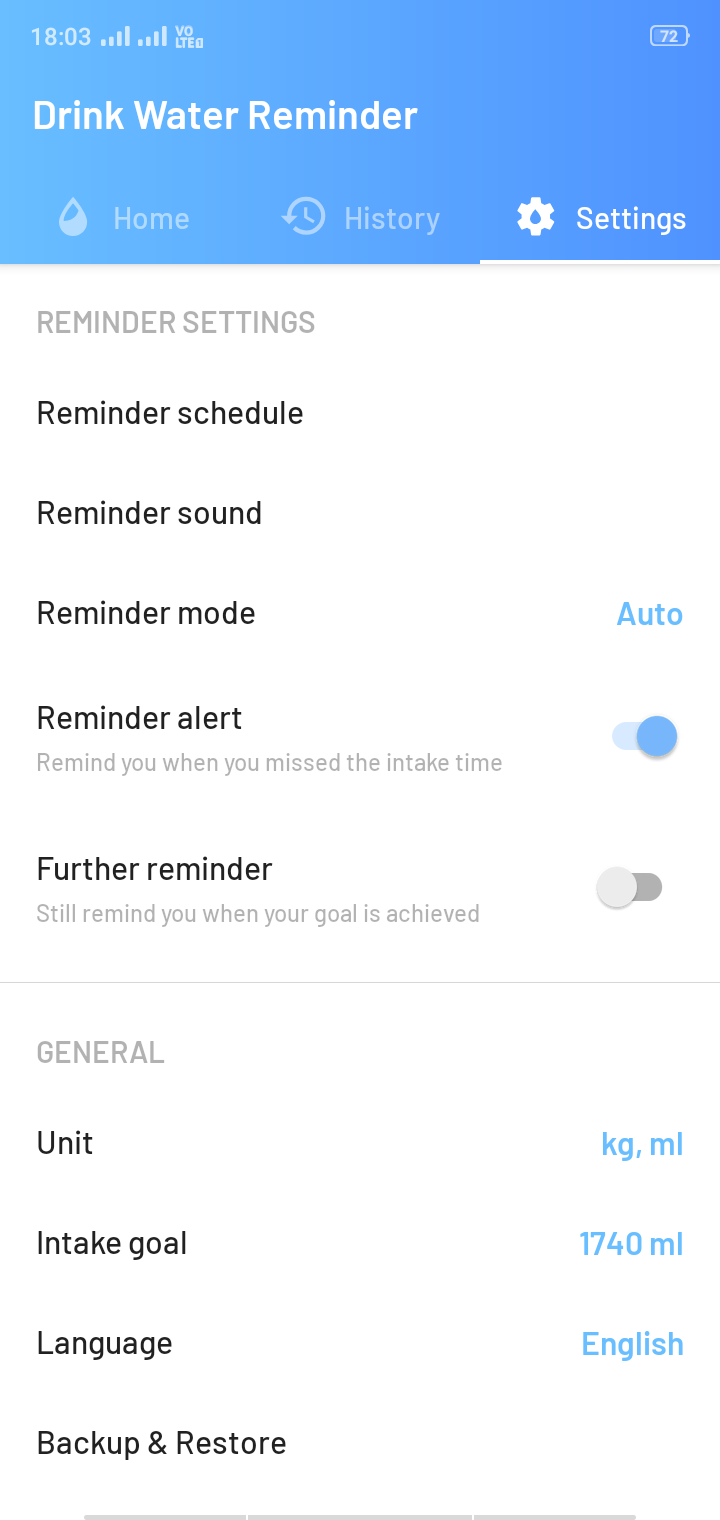 18:03 VO LTE1 72
Drink Water Reminder
Home History Settings
REMINDER SETTINGS
Reminder schedule
Reminder sound
Reminder mode Auto
Reminder alert
Remind you when you missed the intake time
Further reminder
Still remind you when your goal is achieved
GENERAL
Unit kg, ml
Intake goal 1740 ml
Language English
Backup & Restore